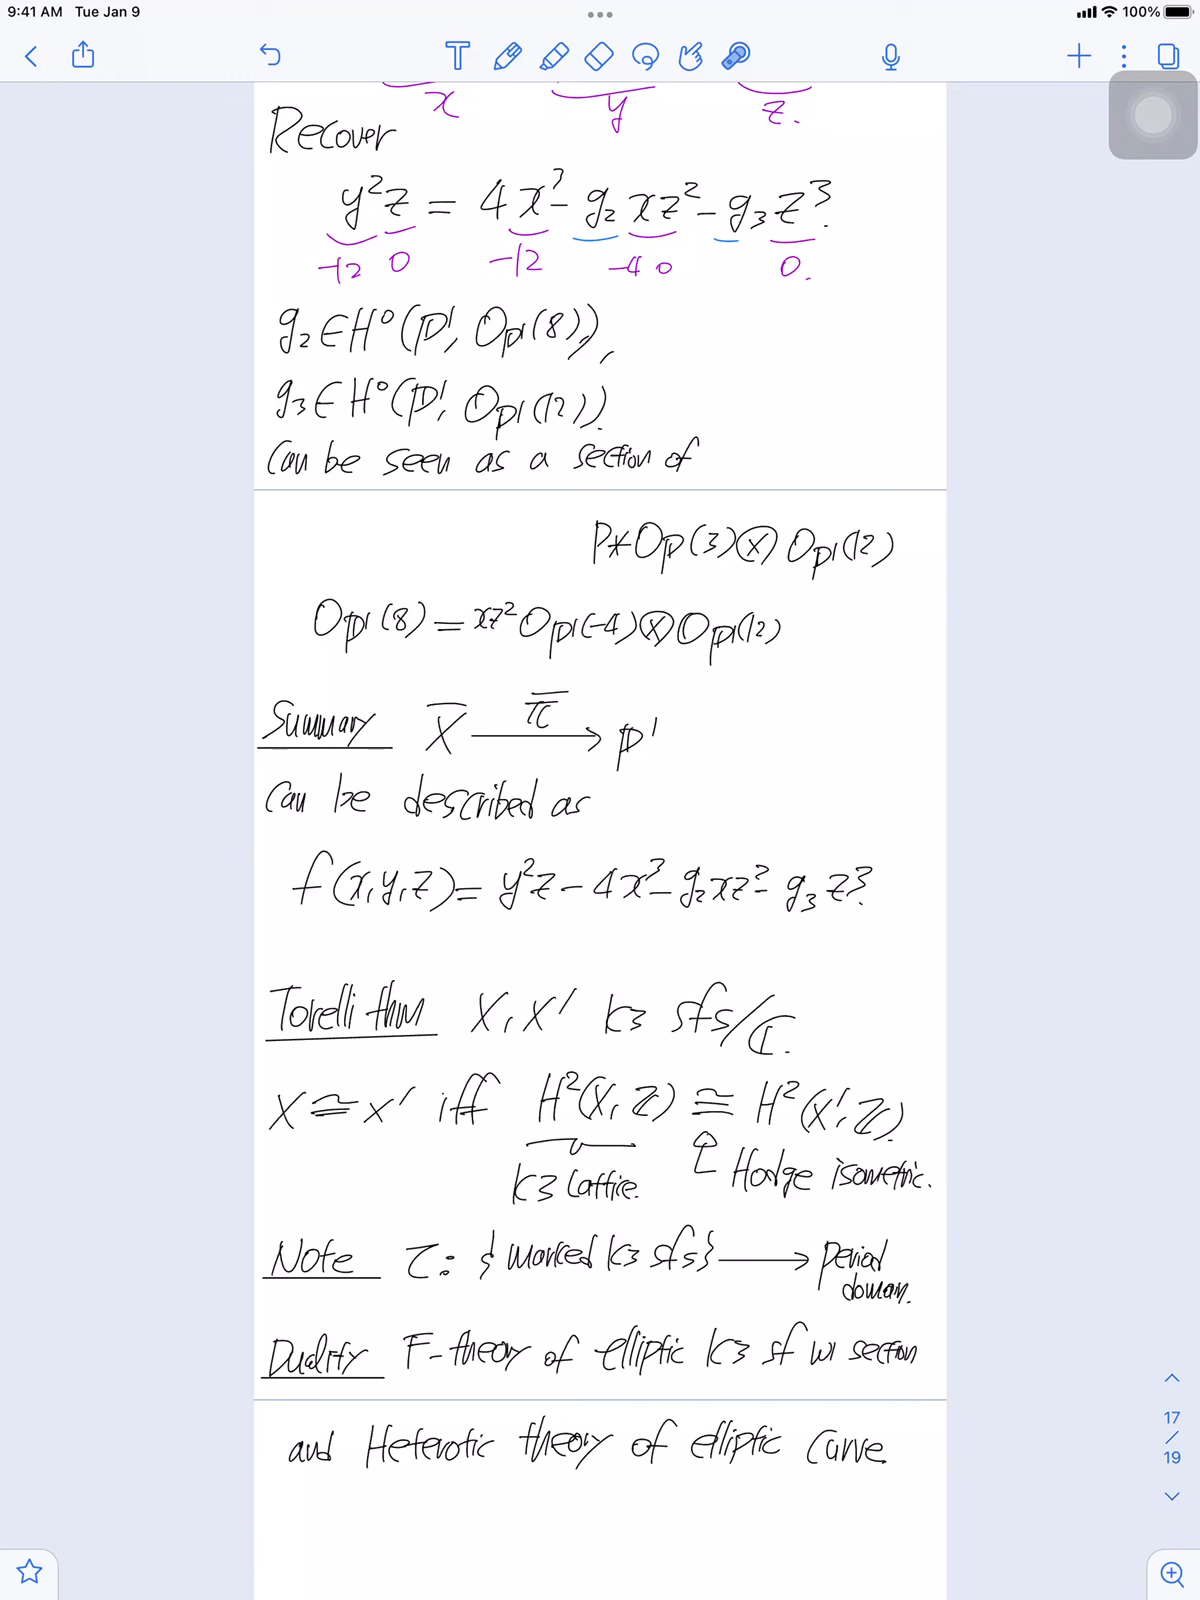 9:41 AM Tue Jan 9
100%
x y z.
Recover
y²z = 4x³ - g₂xz² - g₃z³.
-12 0 -12 -4 0 0.
g₂∈H⁰(ℙ¹, O_ℙ¹(8)),
g₃∈H⁰(ℙ¹, O_ℙ¹(12)).
Can be seen as a section of
P*O_P(3)⊗O_ℙ¹(12)
O_ℙ¹(8) = xz²O_ℙ¹(-4)⊗O_ℙ¹(12)
Summary X̄ ⟶ ℙ¹
π̄
Can be described as
f(x,y,z) = y²z - 4x³ - g₂xz² - g₃z³.
Torelli thm X, X' K3 sfs/ℂ.
X≅X' iff H²(X, ℤ) ≅ H²(X', ℤ).
K3 lattice. ↑ Hodge isometric.
Note τ: {marked K3 sfs} ⟶ period
domain.
Duality F-theory of elliptic K3 sf w/ section
17
/
19
and Heterotic theory of elliptic curve